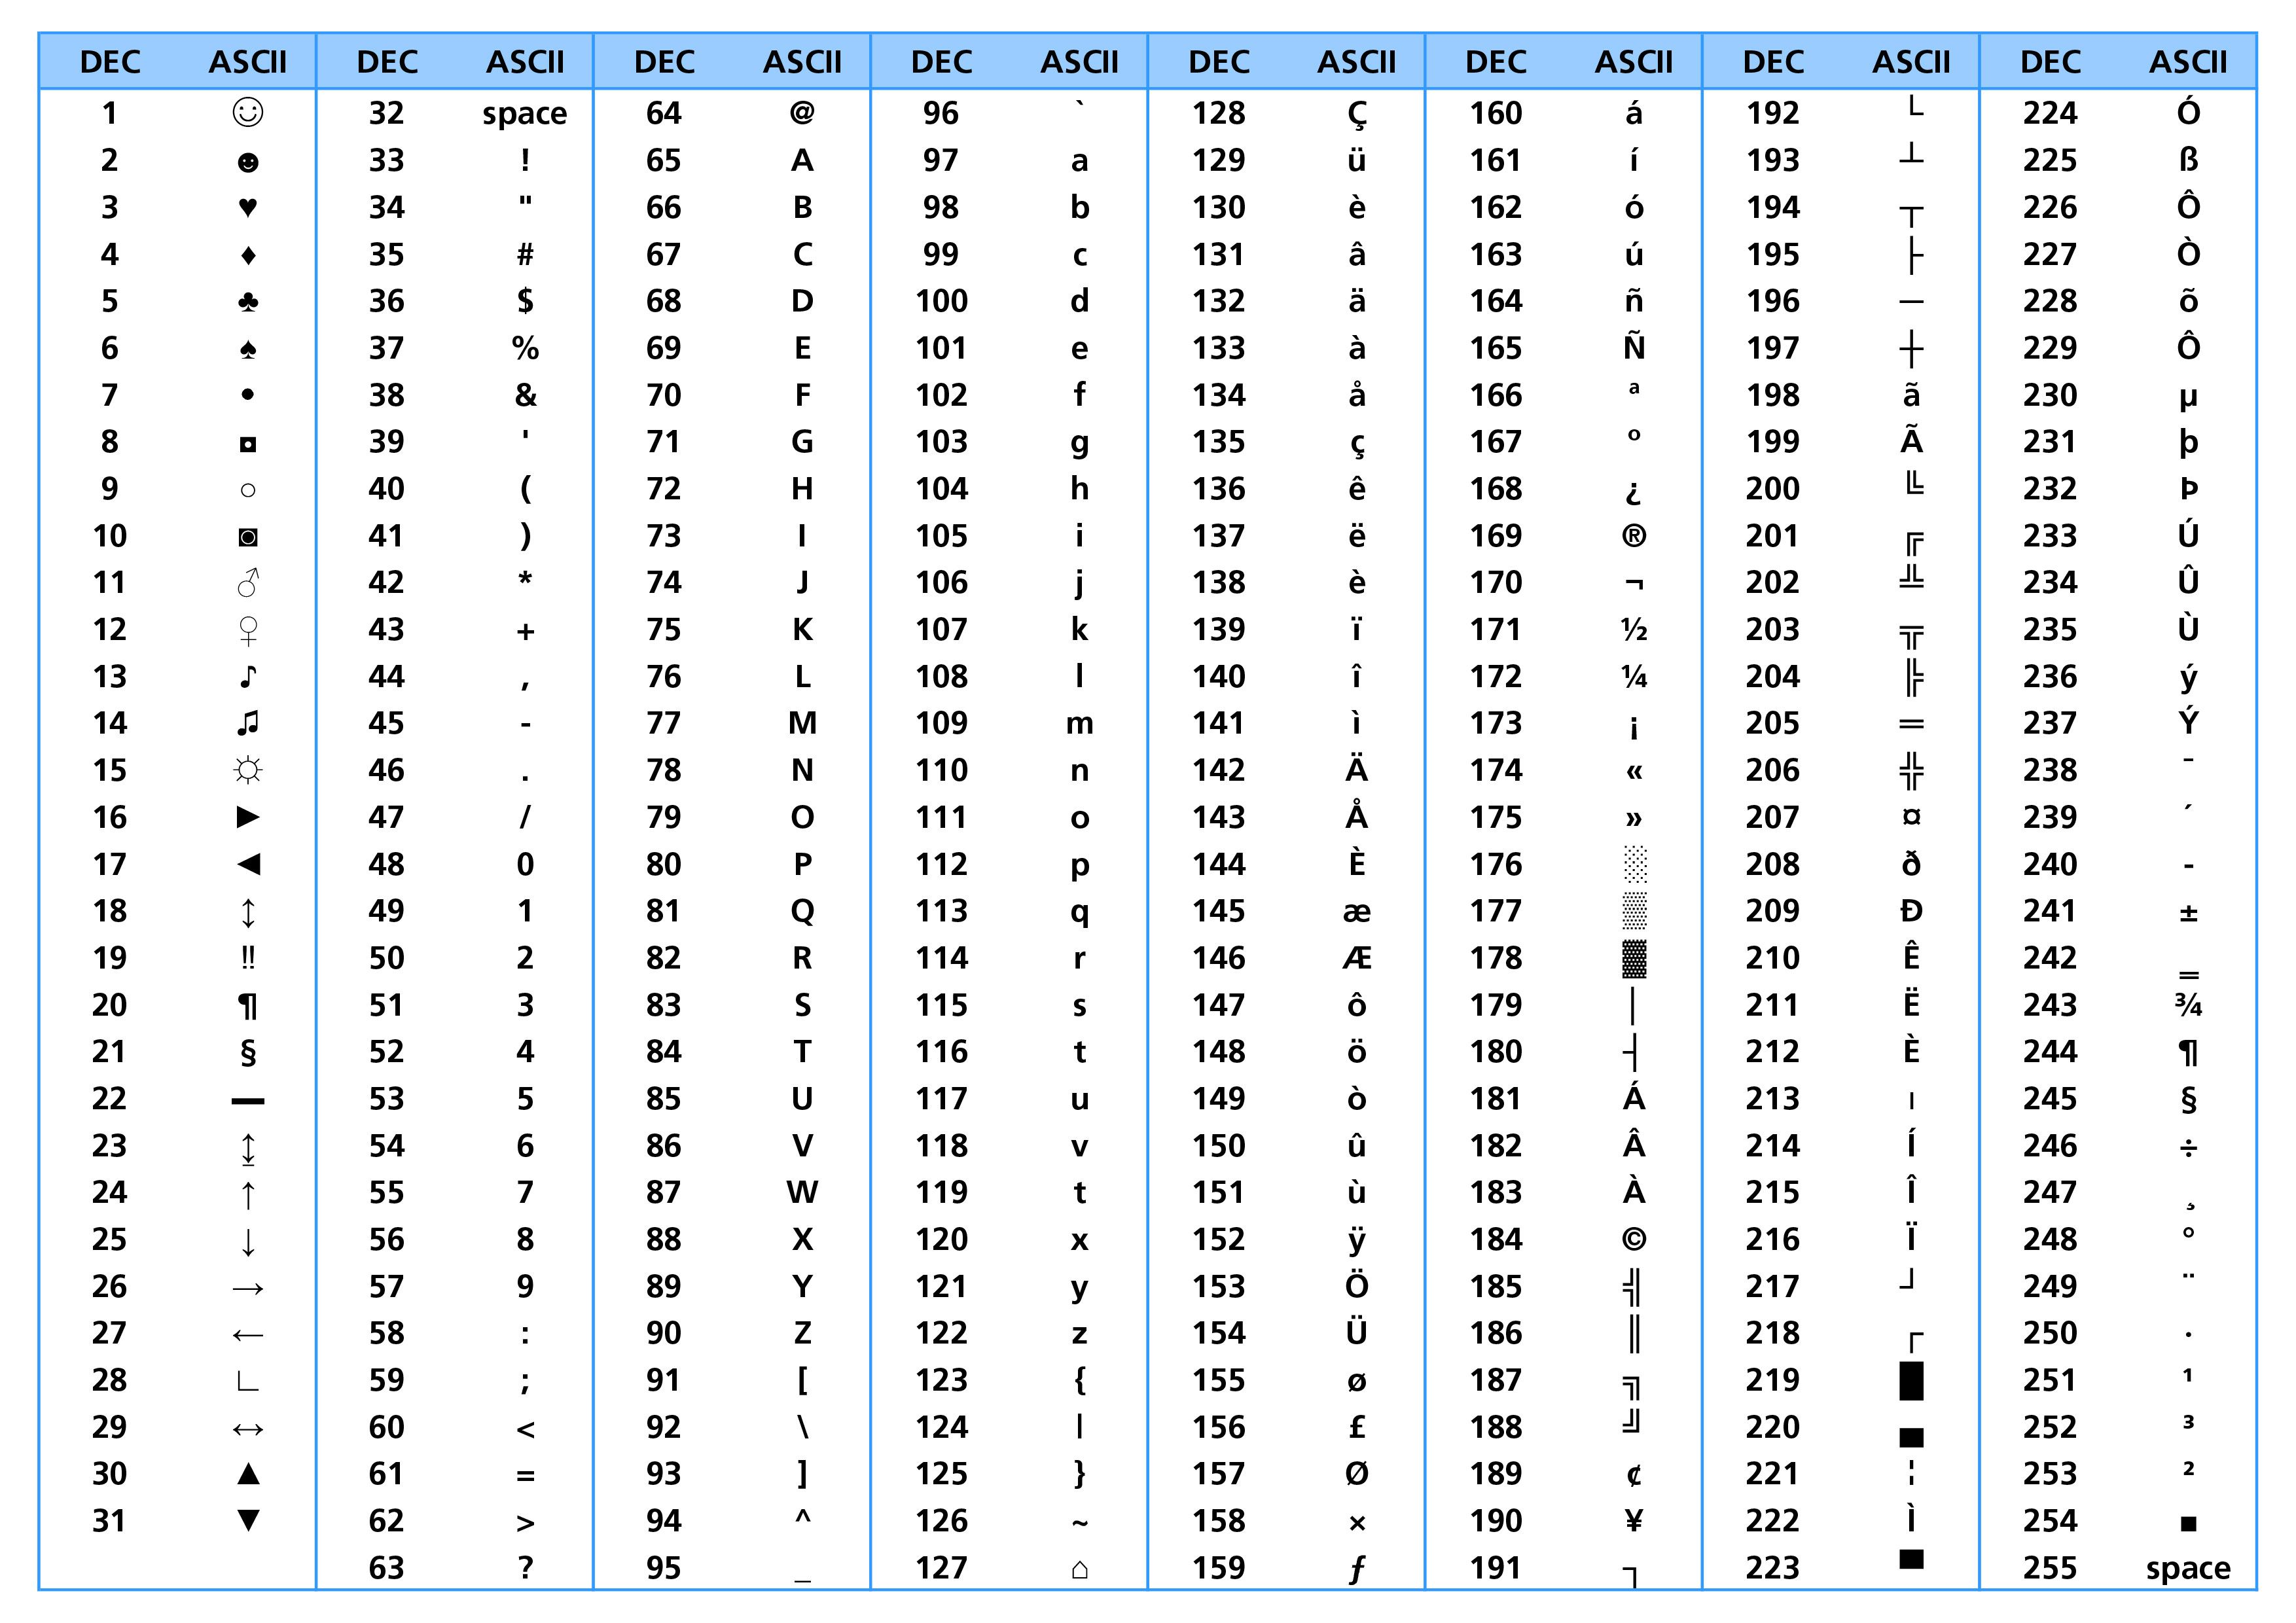 DEC ASCII DEC ASCII DEC ASCII DEC ASCII DEC ASCII DEC ASCII DEC ASCII DEC ASCII
1 ☺ 32 space 64 @ 96 ` 128 Ç 160 á 192 └ 224 Ó
2 ☻ 33 ! 65 A 97 a 129 ü 161 í 193 ┴ 225 ß
3 ♥ 34 " 66 B 98 b 130 è 162 ó 194 ┬ 226 Ô
4 ♦ 35 # 67 C 99 c 131 â 163 ú 195 ├ 227 Ò
5 ♣ 36 $ 68 D 100 d 132 ä 164 ñ 196 ─ 228 õ
6 ♠ 37 % 69 E 101 e 133 à 165 Ñ 197 ┼ 229 Ô
7 • 38 & 70 F 102 f 134 å 166 ª 198 ã 230 µ
8 ◘ 39 ' 71 G 103 g 135 ç 167 º 199 Ã 231 þ
9 ○ 40 ( 72 H 104 h 136 ê 168 ¿ 200 ╚ 232 Þ
10 ◙ 41 ) 73 I 105 i 137 ë 169 ® 201 ╔ 233 Ú
11 ♂ 42 * 74 J 106 j 138 è 170 ¬ 202 ╩ 234 Û
12 ♀ 43 + 75 K 107 k 139 ï 171 ½ 203 ╦ 235 Ù
13 ♪ 44 , 76 L 108 l 140 î 172 ¼ 204 ╠ 236 ý
14 ♫ 45 - 77 M 109 m 141 ì 173 ¡ 205 ═ 237 Ý
15 ☼ 46 . 78 N 110 n 142 Ä 174 « 206 ╬ 238 ¯
16 ► 47 / 79 O 111 o 143 Å 175 » 207 ¤ 239 ´
17 ◄ 48 0 80 P 112 p 144 È 176 ░ 208 ð 240 -
18 ↕ 49 1 81 Q 113 q 145 æ 177 ▒ 209 Ð 241 ±
19 ‼ 50 2 82 R 114 r 146 Æ 178 ▓ 210 Ê 242 ‗
20 ¶ 51 3 83 S 115 s 147 ô 179 │ 211 Ë 243 ¾
21 § 52 4 84 T 116 t 148 ö 180 ┤ 212 È 244 ¶
22 ▬ 53 5 85 U 117 u 149 ò 181 Á 213 ı 245 §
23 ↨ 54 6 86 V 118 v 150 û 182 Â 214 Í 246 ÷
24 ↑ 55 7 87 W 119 t 151 ù 183 À 215 Î 247 ¸
25 ↓ 56 8 88 X 120 x 152 ÿ 184 © 216 Ï 248 °
26 → 57 9 89 Y 121 y 153 Ö 185 ╣ 217 ┘ 249 ¨
27 ← 58 : 90 Z 122 z 154 Ü 186 ║ 218 ┌ 250 ·
28 ∟ 59 ; 91 [ 123 { 155 ø 187 ╗ 219 █ 251 ¹
29 ↔ 60 < 92 \ 124 | 156 £ 188 ╝ 220 ▄ 252 ³
30 ▲ 61 = 93 ] 125 } 157 Ø 189 ¢ 221 ¦ 253 ²
31 ▼ 62 > 94 ^ 126 ~ 158 × 190 ¥ 222 Ì 254 ■
63 ? 95 _ 127 ⌂ 159 ƒ 191 ┐ 223 ▀ 255 space